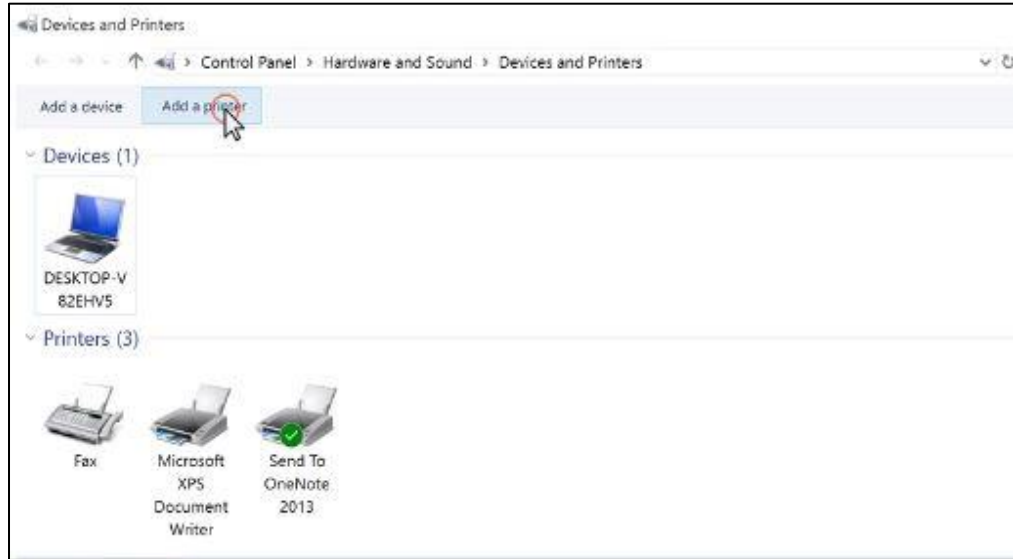 Devices and Printers
Control Panel > Hardware and Sound > Devices and Printers
Add a device Add a printer
Devices (1)
DESKTOP-V
82EHV5
Printers (3)
Fax
Microsoft
XPS
Document
Writer
Send To
OneNote
2013